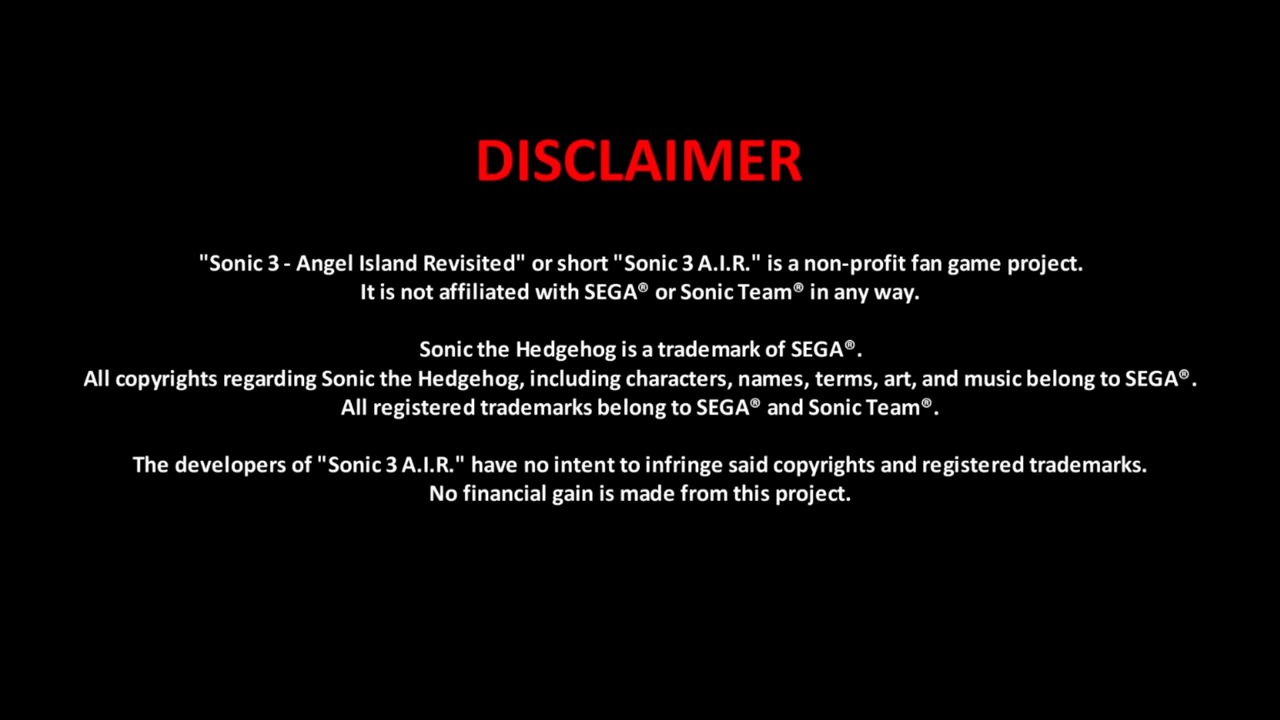 DISCLAIMER
"Sonic 3 - Angel Island Revisited" or short "Sonic 3 A.I.R." is a non-profit fan game project.
It is not affiliated with SEGA® or Sonic Team® in any way.
Sonic the Hedgehog is a trademark of SEGA®.
All copyrights regarding Sonic the Hedgehog, including characters, names, terms, art, and music belong to SEGA®.
All registered trademarks belong to SEGA® and Sonic Team®.
The developers of "Sonic 3 A.I.R." have no intent to infringe said copyrights and registered trademarks.
No financial gain is made from this project.